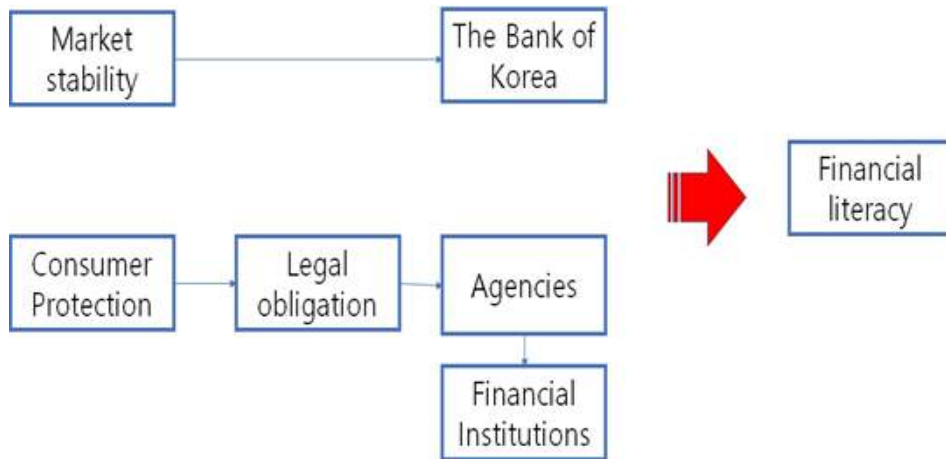 Market
stability
The Bank of
Korea
Financial
literacy
Consumer
Protection
Legal
obligation
Agencies
Financial
Institutions